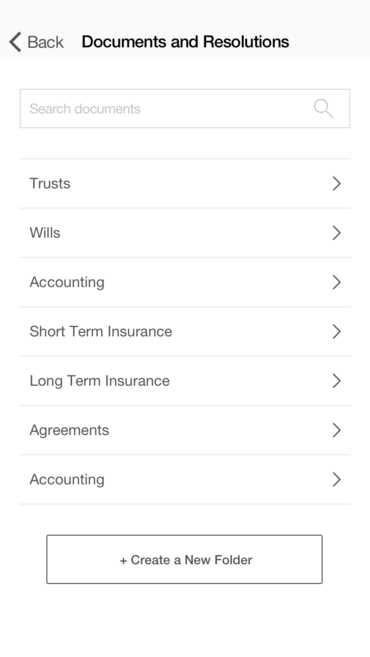 Back Documents and Resolutions
Search documents
Trusts
Wills
Accounting
Short Term Insurance
Long Term Insurance
Agreements
Accounting
+ Create a New Folder